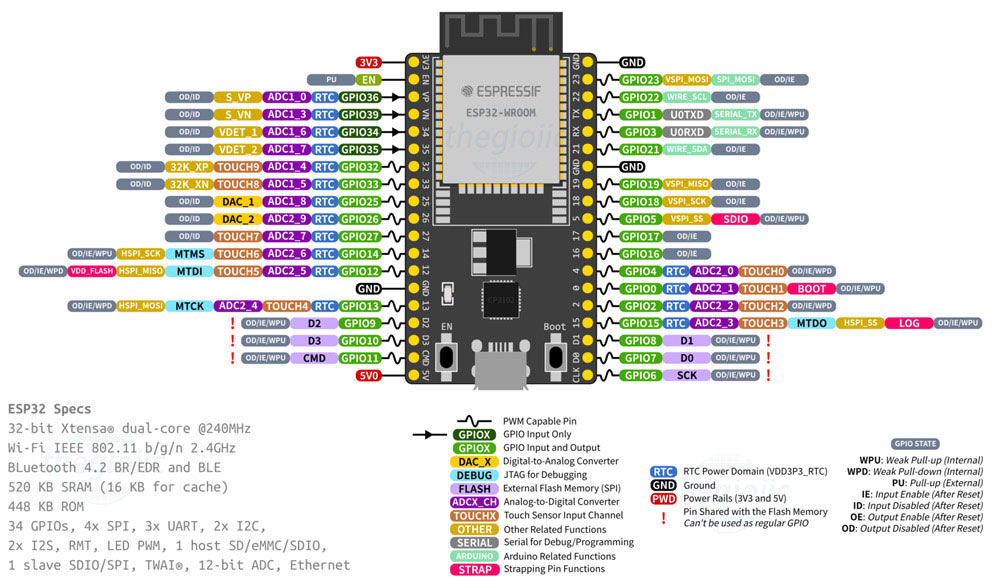 3V3
PU EN
OD/ID S_VP ADC1_0 RTC GPIO36
OD/ID S_VN ADC1_3 RTC GPIO39
OD/ID VDET_1 ADC1_6 RTC GPIO34
OD/ID VDET_2 ADC1_7 RTC GPIO35
OD/ID 32K_XP TOUCH9 ADC1_4 RTC GPIO32
OD/ID 32K_XN TOUCH8 ADC1_5 RTC GPIO33
OD/ID DAC_1 ADC1_8 RTC GPIO25
OD/ID DAC_2 ADC2_9 RTC GPIO26
OD/ID TOUCH7 ADC2_7 RTC GPIO27
OD/IE/WPU HSPI_SCK MTMS TOUCH6 ADC2_6 RTC GPIO14
OD/IE/WPD VDD_FLASH HSPI_MISO MTDI TOUCH5 ADC2_5 RTC GPIO12
GND
OD/IE/WPU HSPI_MOSI MTCK ADC2_4 TOUCH4 RTC GPIO13
! OD/IE/WPU D2 GPIO9
! OD/IE/WPU D3 GPIO10
! OD/IE/WPU CMD GPIO11
5V0
3V3
EN
VP
VN
34
35
32
33
25
26
27
14
12
GND
13
D2
D3
CMD
5V
ESPRESSIF
ESP32-WROOM
thegioiic
CP2102
EN
Boot
GND
23
22
TX
RX
21
GND
19
18
5
17
16
4
0
2
15
D1
D0
CLK
GND
GPIO23 VSPI_MOSI SPI_MOSI OD/IE
GPIO22 WIRE_SCL OD/IE
GPIO1 U0TXD SERIAL_TX OD/IE/WPU
GPIO3 U0RXD SERIAL_RX OD/IE/WPU
GPIO21 WIRE_SDA OD/IE
GND
GPIO19 VSPI_MISO OD/IE
GPIO18 VSPI_SCK OD/IE
GPIO5 VSPI_SS SDIO OD/IE/WPU
GPIO17 OD/IE
GPIO16 OD/IE
GPIO4 RTC ADC2_0 TOUCH0 OD/IE/WPD
GPIO0 RTC ADC2_1 TOUCH1 BOOT OD/IE/WPU
GPIO2 RTC ADC2_2 TOUCH2 OD/IE/WPD
GPIO15 RTC ADC2_3 TOUCH3 MTDO HSPI_SS LOG OD/IE/WPU
GPIO8 D1 OD/IE/WPU !
GPIO7 D0 OD/IE/WPU !
GPIO6 SCK OD/IE/WPU !
ESP32 Specs
32-bit Xtensa® dual-core @240MHz
Wi-Fi IEEE 802.11 b/g/n 2.4GHz
BLuetooth 4.2 BR/EDR and BLE
520 KB SRAM (16 KB for cache)
448 KB ROM
34 GPIOs, 4x SPI, 3x UART, 2x I2C,
2x I2S, RMT, LED PWM, 1 host SD/eMMC/SDIO,
1 slave SDIO/SPI, TWAI®, 12-bit ADC, Ethernet
PWM Capable Pin
GPIOX GPIO Input Only
GPIOX GPIO Input and Output
DAC_X Digital-to-Analog Converter
DEBUG JTAG for Debugging
FLASH External Flash Memory (SPI)
ADCX_CH Analog-to-Digital Converter
TOUCHX Touch Sensor Input Channel
OTHER Other Related Functions
SERIAL Serial for Debug/Programming
ARDUINO Arduino Related Functions
STRAP Strapping Pin Functions
RTC RTC Power Domain (VDD3P3_RTC)
GND Ground
PWD Power Rails (3V3 and 5V)
! Pin Shared with the Flash Memory
Can't be used as regular GPIO
GPIO STATE
WPU: Weak Pull-up (Internal)
WPD: Weak Pull-down (Internal)
PU: Pull-up (External)
IE: Input Enable (After Reset)
ID: Input Disabled (After Reset)
OE: Output Enable (After Reset)
OD: Output Disabled (After Reset)